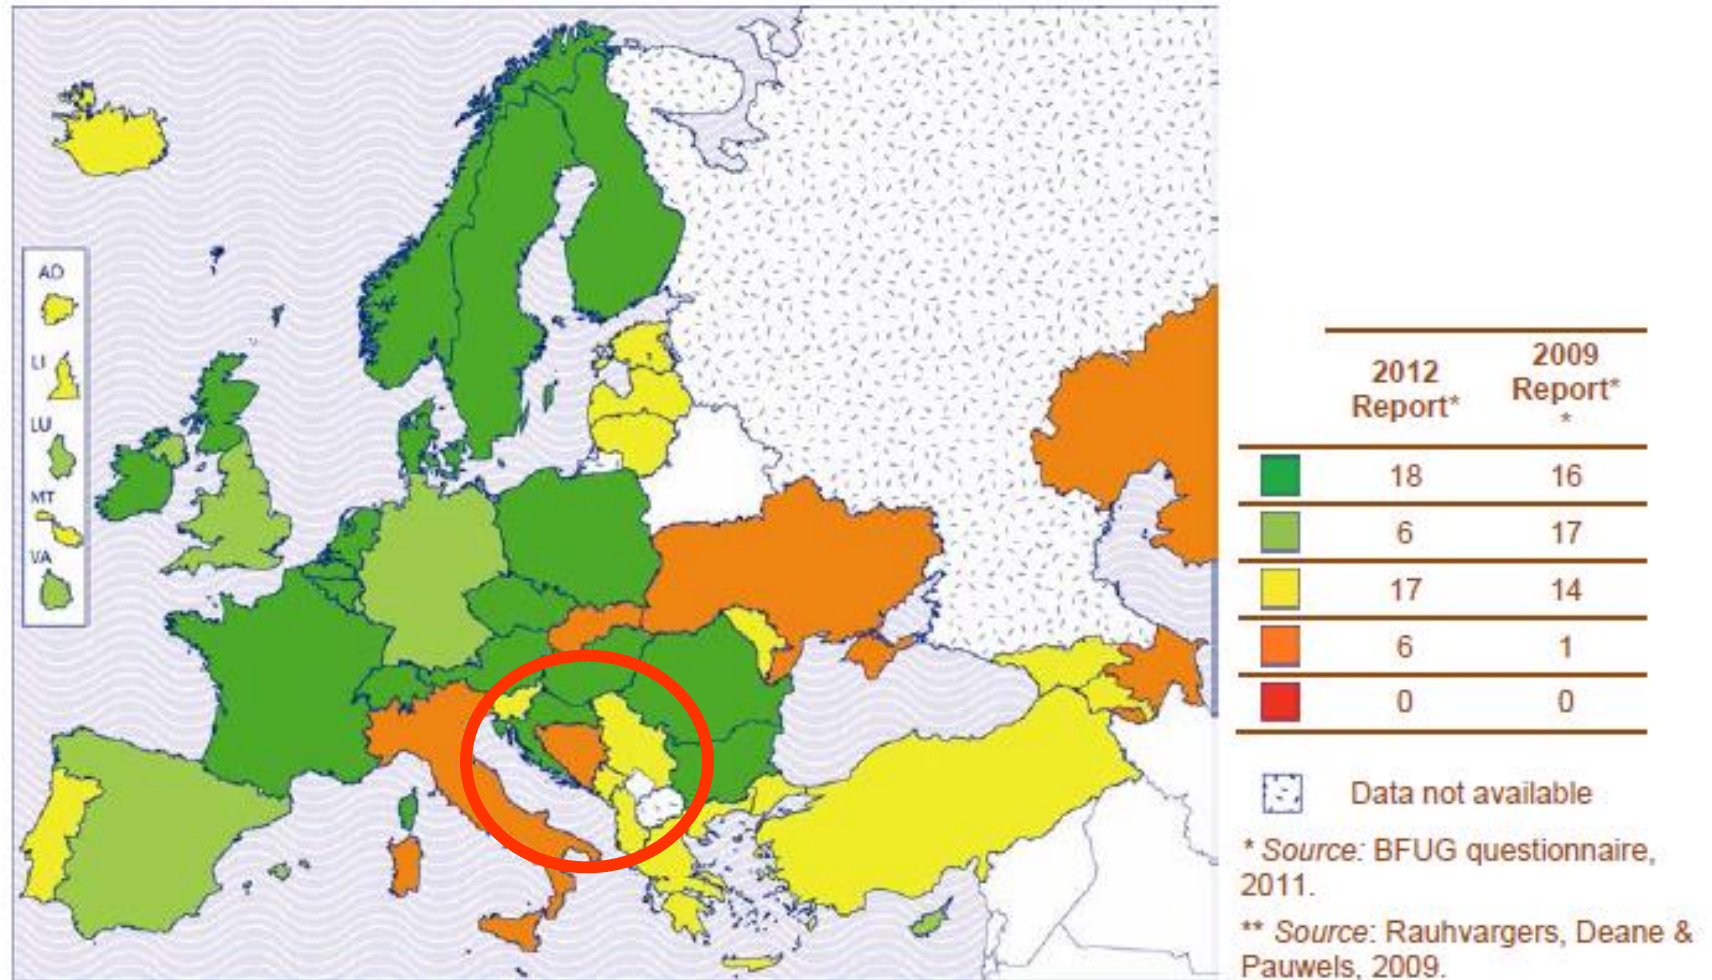 AD
LI
LU
MT
VA
2012 Report*
2009 Report*
*
18 16
6 17
17 14
6 1
0 0
Data not available
* Source: BFUG questionnaire,
2011.
** Source: Rauhvargers, Deane &
Pauwels, 2009.